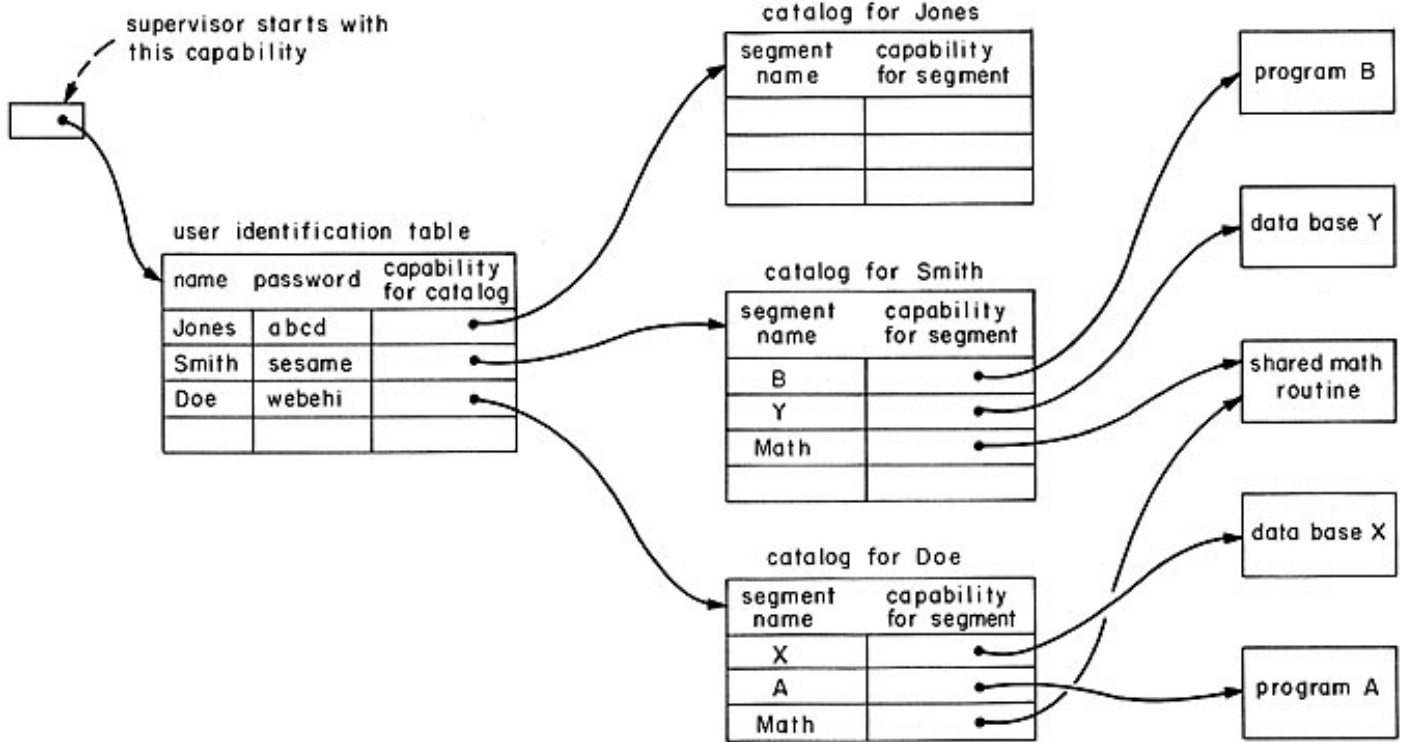 supervisor starts with
this capability
user identification table
name password capability
for catalog
Jones abcd
Smith sesame
Doe webehi
catalog for Jones
segment capability
name for segment
catalog for Smith
segment capability
name for segment
B
Y
Math
catalog for Doe
segment capability
name for segment
X
A
Math
program B
data base Y
shared math
routine
data base X
program A